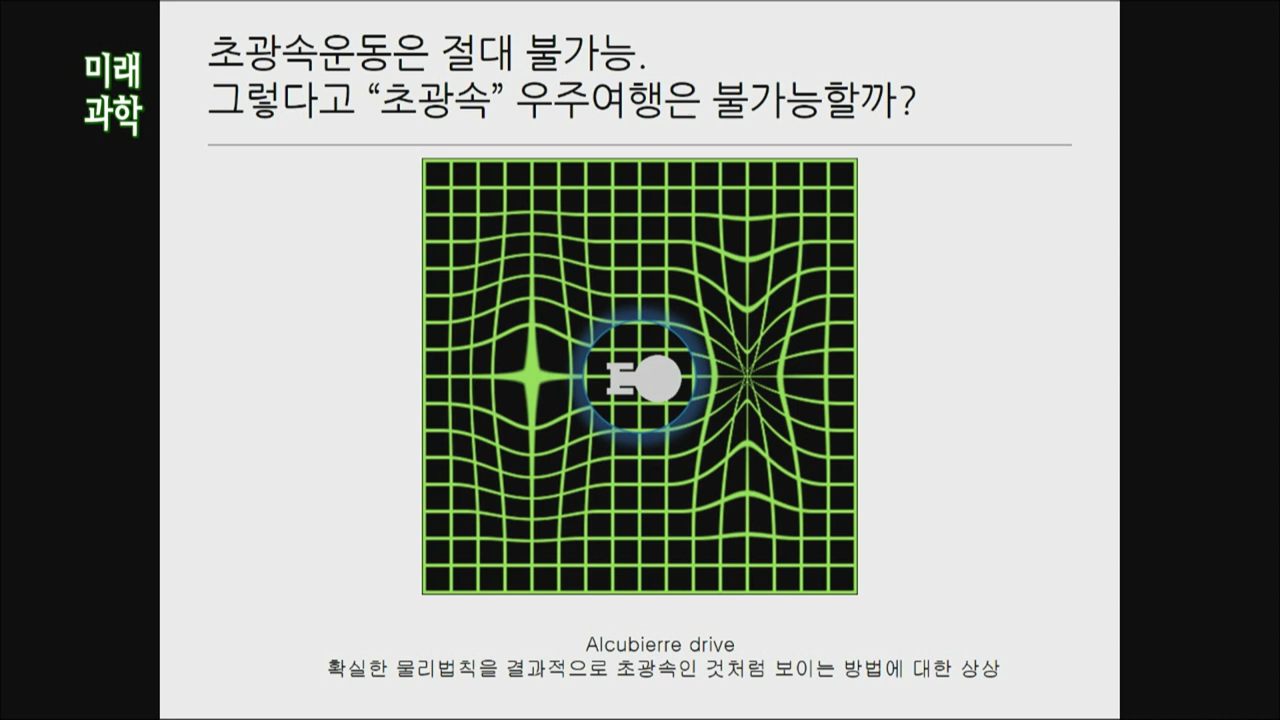 미래
과학
초광속운동은 절대 불가능.
그렇다고 “초광속” 우주여행은 불가능할까?
Alcubierre drive
확실한 물리법칙을 결과적으로 초광속인 것처럼 보이는 방법에 대한 상상